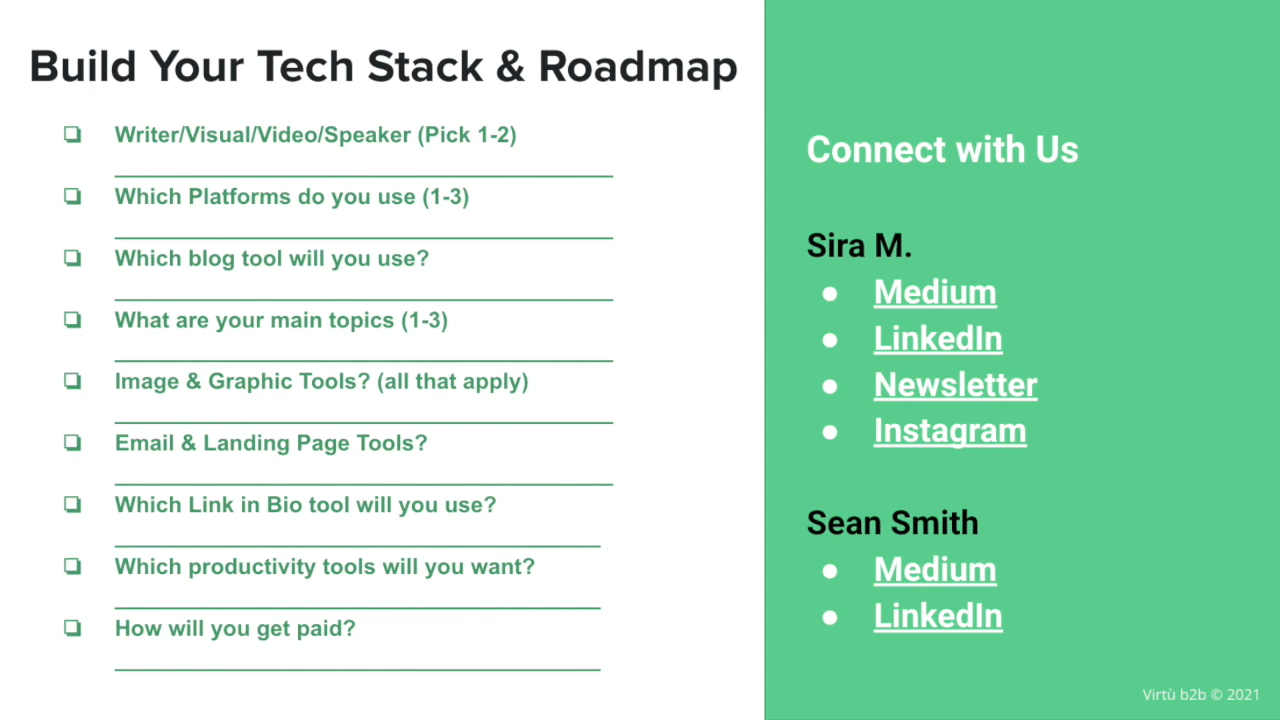 Build Your Tech Stack & Roadmap
❏ Writer/Visual/Video/Speaker (Pick 1-2)
❏ Which Platforms do you use (1-3)
❏ Which blog tool will you use?
❏ What are your main topics (1-3)
❏ Image & Graphic Tools? (all that apply)
❏ Email & Landing Page Tools?
❏ Which Link in Bio tool will you use?
❏ Which productivity tools will you want?
❏ How will you get paid?
Connect with Us
Sira M.
● Medium
● LinkedIn
● Newsletter
● Instagram
Sean Smith
● Medium
● LinkedIn
Virtù b2b © 2021